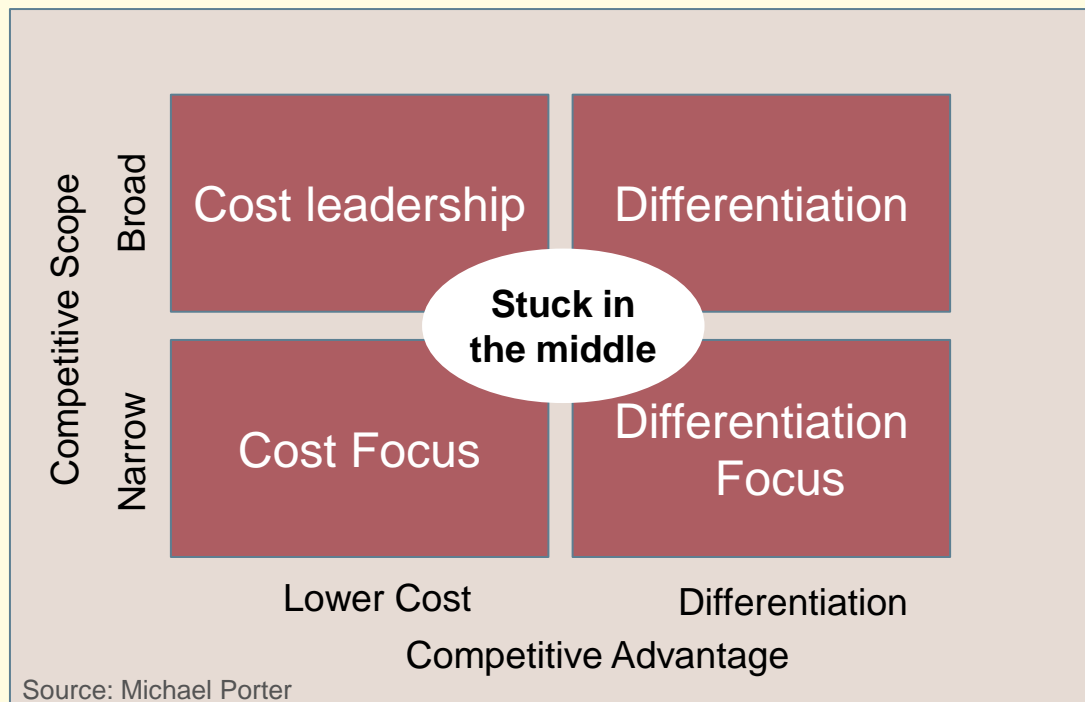 Competitive Scope
Broad
Narrow
Cost leadership
Differentiation
Stuck in
the middle
Cost Focus
Differentiation
Focus
Lower Cost
Differentiation
Competitive Advantage
Source: Michael Porter